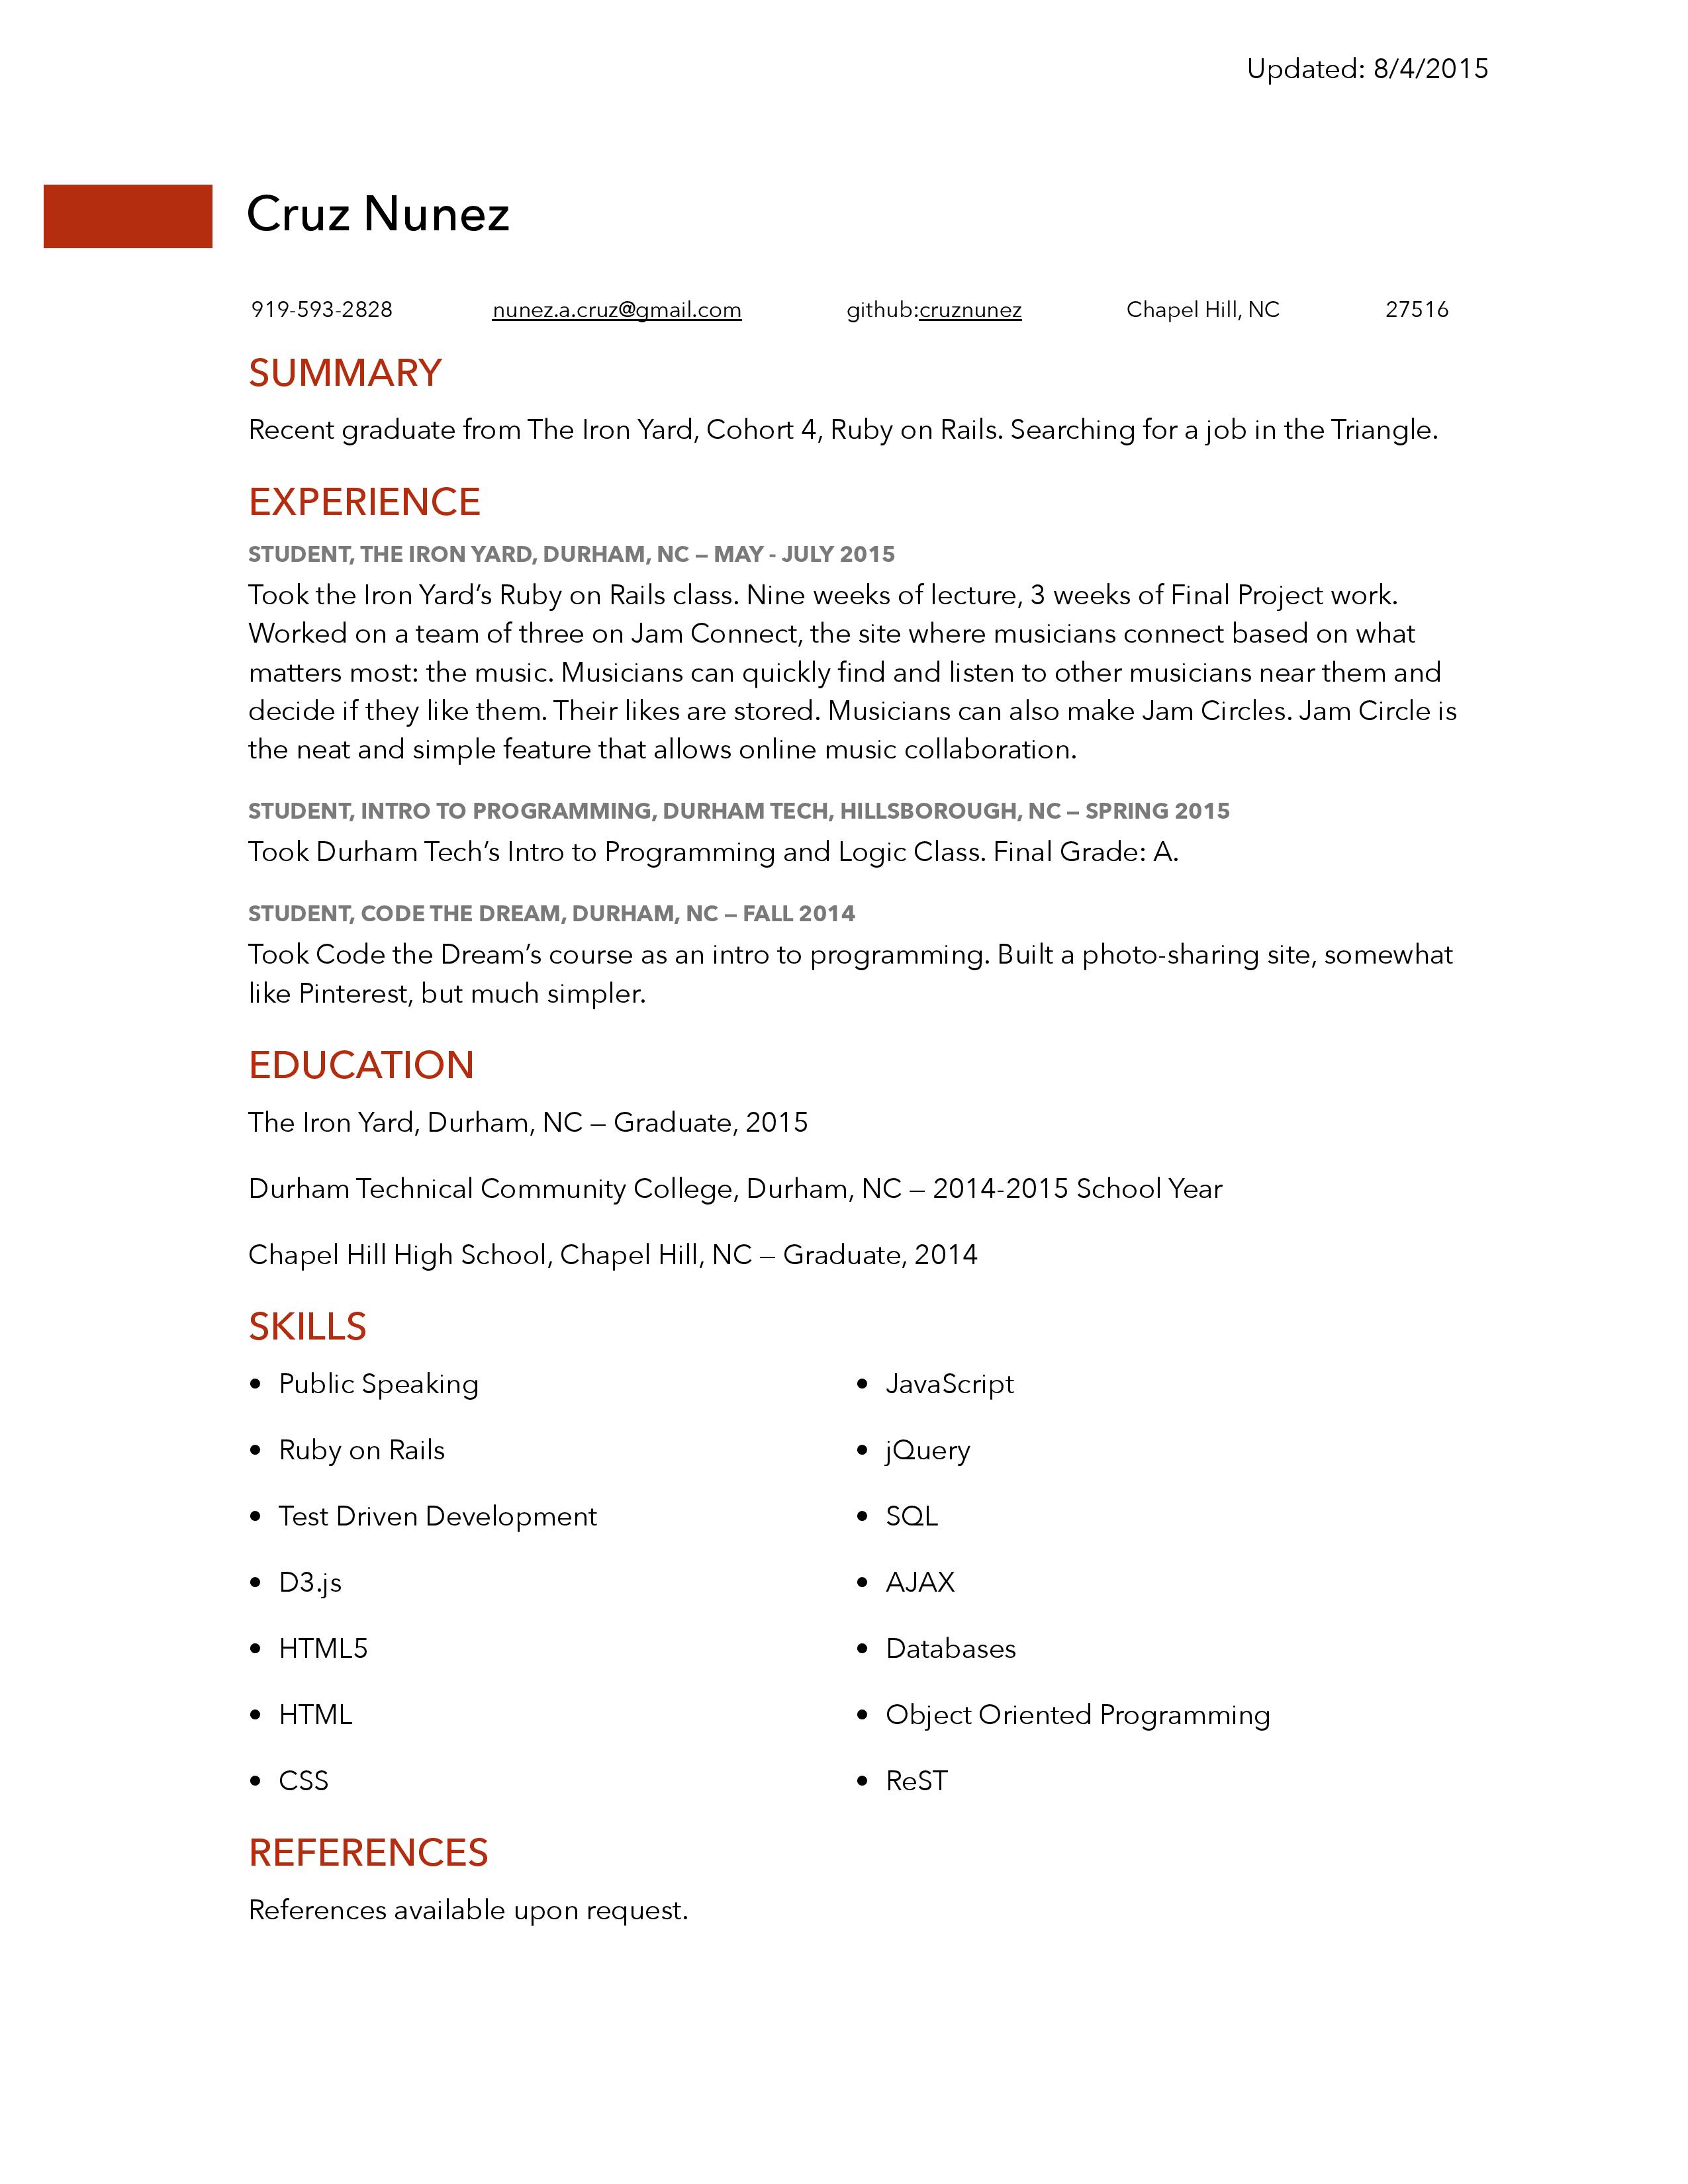 Updated: 8/4/2015
Cruz Nunez
919-593-2828 nunez.a.cruz@gmail.com github:cruznunez Chapel Hill, NC 27516
SUMMARY
Recent graduate from The Iron Yard, Cohort 4, Ruby on Rails. Searching for a job in the Triangle.
EXPERIENCE
STUDENT, THE IRON YARD, DURHAM, NC – MAY - JULY 2015
Took the Iron Yard’s Ruby on Rails class. Nine weeks of lecture, 3 weeks of Final Project work.
Worked on a team of three on Jam Connect, the site where musicians connect based on what
matters most: the music. Musicians can quickly find and listen to other musicians near them and
decide if they like them. Their likes are stored. Musicians can also make Jam Circles. Jam Circle is
the neat and simple feature that allows online music collaboration.
STUDENT, INTRO TO PROGRAMMING, DURHAM TECH, HILLSBOROUGH, NC – SPRING 2015
Took Durham Tech’s Intro to Programming and Logic Class. Final Grade: A.
STUDENT, CODE THE DREAM, DURHAM, NC – FALL 2014
Took Code the Dream’s course as an intro to programming. Built a photo-sharing site, somewhat
like Pinterest, but much simpler.
EDUCATION
The Iron Yard, Durham, NC – Graduate, 2015
Durham Technical Community College, Durham, NC – 2014-2015 School Year
Chapel Hill High School, Chapel Hill, NC – Graduate, 2014
SKILLS
• Public Speaking
• Ruby on Rails
• Test Driven Development
• D3.js
• HTML5
• HTML
• CSS
• JavaScript
• jQuery
• SQL
• AJAX
• Databases
• Object Oriented Programming
• ReST
REFERENCES
References available upon request.